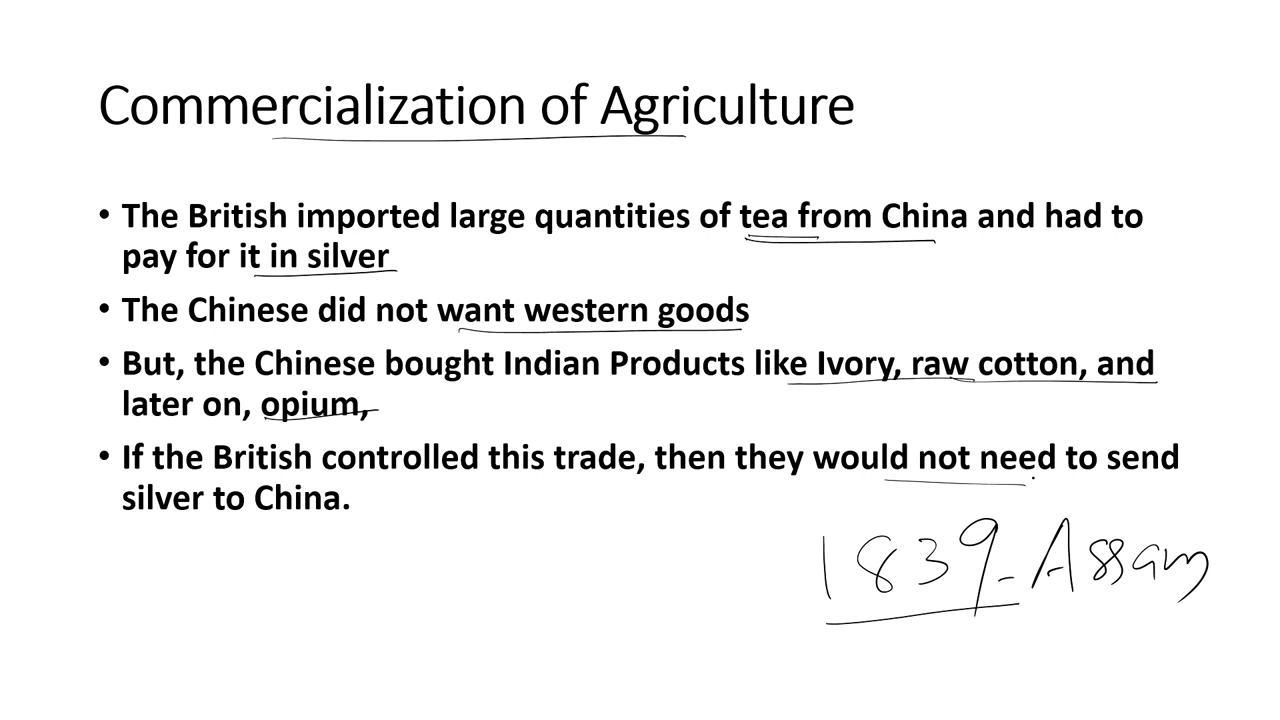 Commercialization of Agriculture
• The British imported large quantities of tea from China and had to
pay for it in silver
• The Chinese did not want western goods
• But, the Chinese bought Indian Products like Ivory, raw cotton, and
later on, opium,
• If the British controlled this trade, then they would not need to send
silver to China.
1839 - Assam